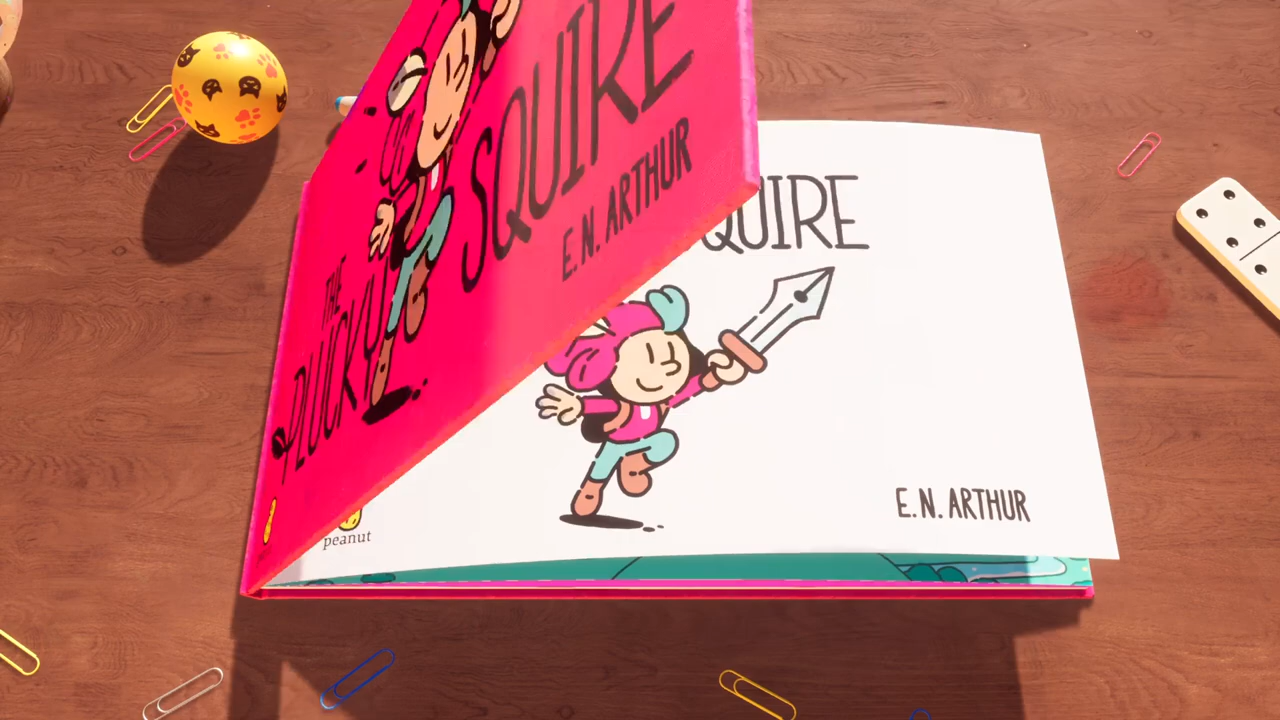 THE
PLUCKY
SQUIRE
E. N. ARTHUR
QUIRE
E. N. ARTHUR
peanut